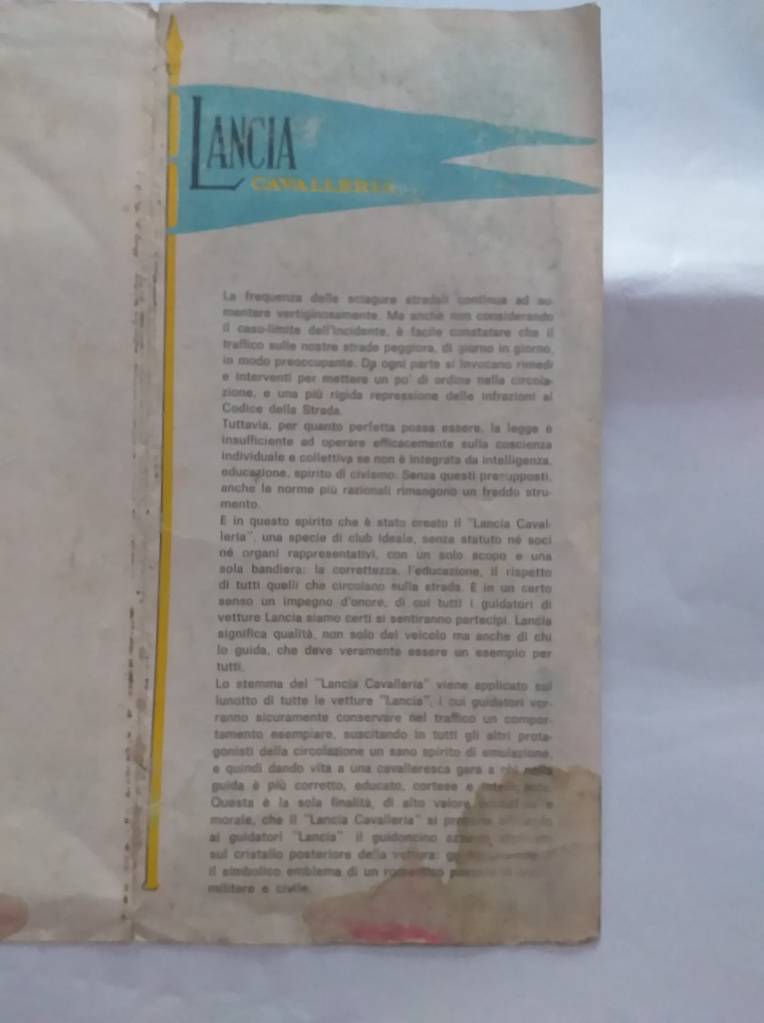 LANCIA
CAVALLERIA
La frequenza delle sciagure stradali continua ad au-
mentare vertiginosamente. Ma anche non considerando
il caso-limite dell'incidente, è facile constatare che il
traffico sulle nostre strade peggiora, di giorno in giorno,
in modo preoccupante. Da ogni parte si invocano rimedi
e interventi per mettere un po' di ordine nella circola-
zione, e una più rigida repressione delle infrazioni al
Codice della Strada.
Tuttavia, per quanto perfetta possa essere, la legge è
insufficiente ad operare efficacemente sulla coscienza
individuale e collettiva se non è integrata da intelligenza,
educazione, spirito di civismo. Senza questi presupposti,
anche le norme più razionali rimangono un freddo stru-
mento.
È in questo spirito che è stato creato il "Lancia Caval-
leria", una specie di club ideale, senza statuto né soci
né organi rappresentativi, con un solo scopo e una
sola bandiera: la correttezza, l'educazione, il rispetto
di tutti quelli che circolano sulla strada. È in un certo
senso un impegno d'onore, di cui tutti i guidatori di
vetture Lancia siamo certi si sentiranno partecipi. Lancia
significa qualità, non solo del veicolo ma anche di chi
lo guida, che deve veramente essere un esempio per
tutti.
Lo stemma del "Lancia Cavalleria" viene applicato sul
lunotto di tutte le vetture "Lancia", i cui guidatori vor-
ranno sicuramente conservare nel traffico un compor-
tamento esemplare, suscitando in tutti gli altri prota-
gonisti della circolazione un sano spirito di emulazione,
e quindi dando vita a una cavalleresca gara a chi nella
guida è più corretto, educato, cortese e
Questa è la sola finalità, di alto valore e
morale, che il "Lancia Cavalleria" si
ai guidatori "Lancia" il guidoncino
sul cristallo posteriore della vettura:
il simbolico emblema di un
militare e civile.